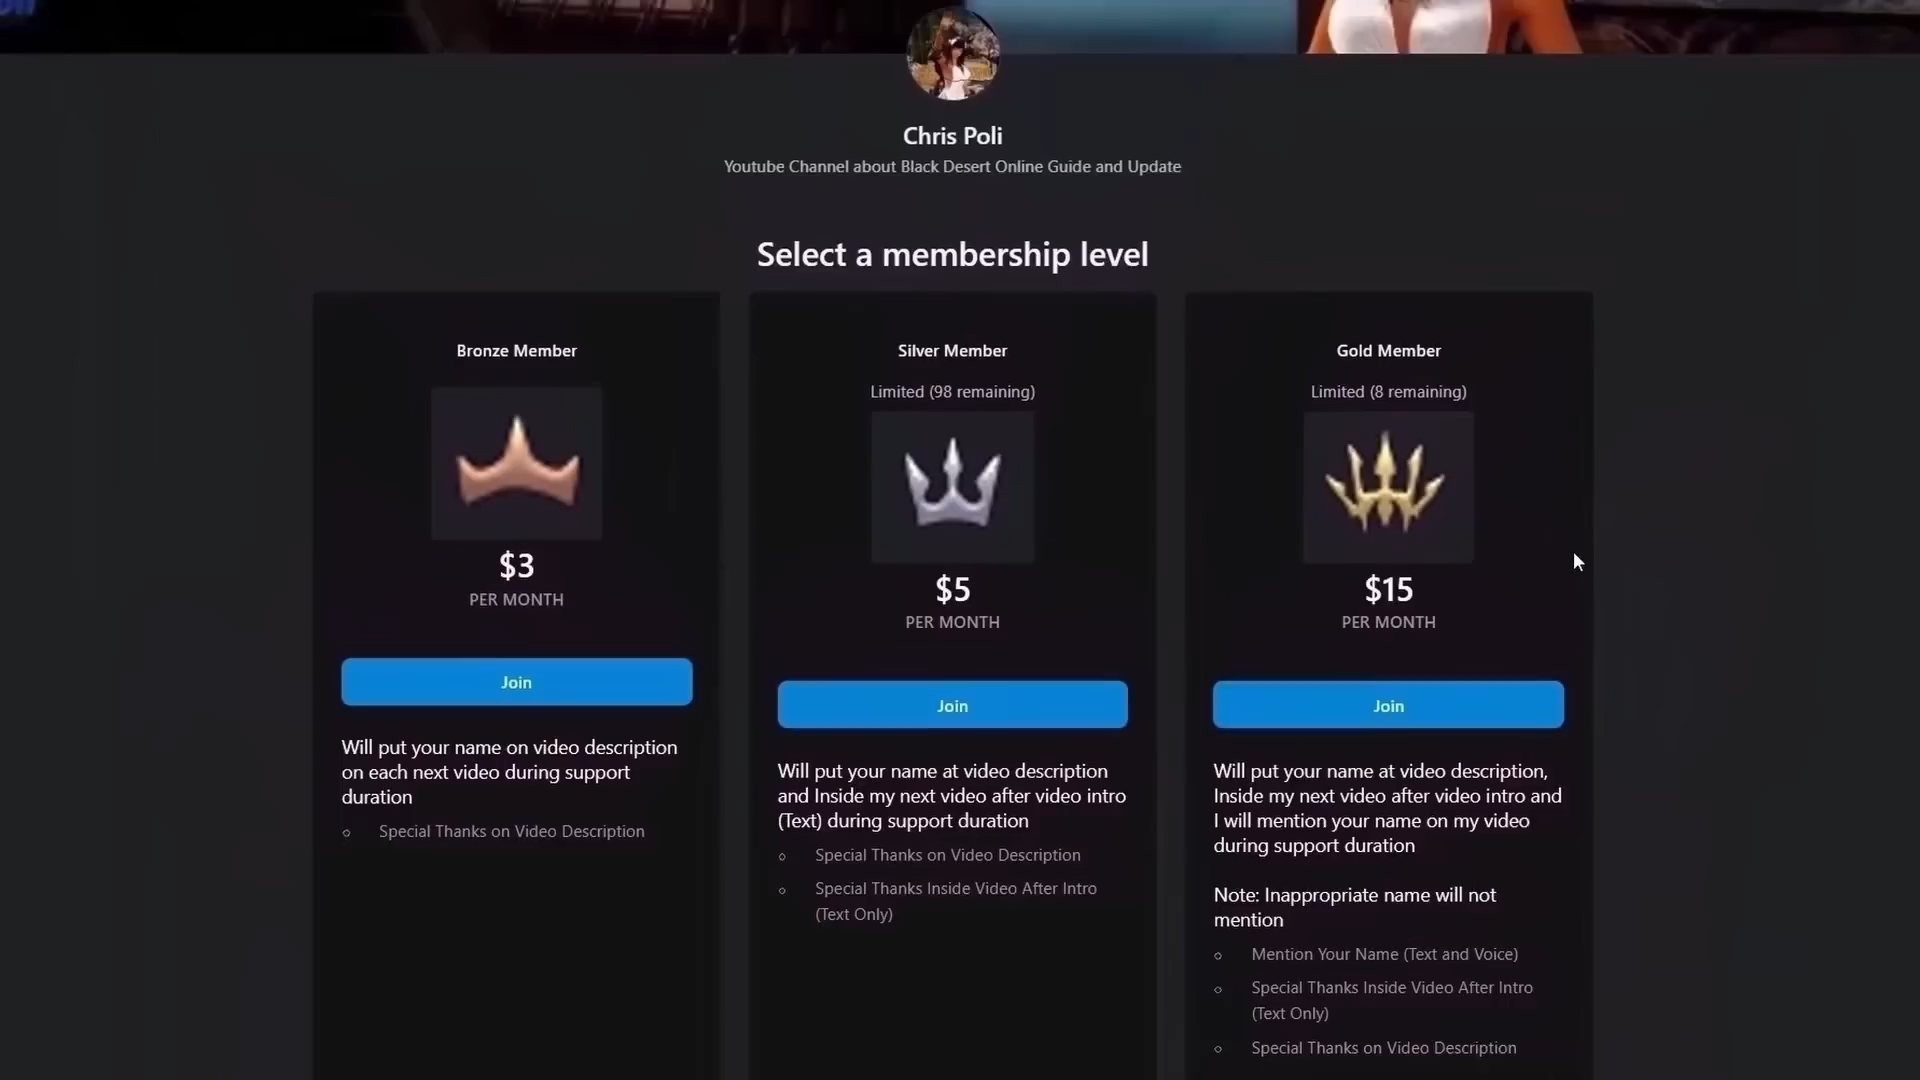 Chris Poli
Youtube Channel about Black Desert Online Guide and Update
Select a membership level
Bronze Member
$3
PER MONTH
Join
Will put your name on video description
on each next video during support
duration
Special Thanks on Video Description
Silver Member
Limited (98 remaining)
$5
PER MONTH
Join
Will put your name at video description
and Inside my next video after video intro
(Text) during support duration
Special Thanks on Video Description
Special Thanks Inside Video After Intro
(Text Only)
Gold Member
Limited (8 remaining)
$15
PER MONTH
Join
Will put your name at video description,
Inside my next video after video intro and
I will mention your name on my video
during support duration
Note: Inappropriate name will not
mention
Mention Your Name (Text and Voice)
Special Thanks Inside Video After Intro
(Text Only)
Special Thanks on Video Description